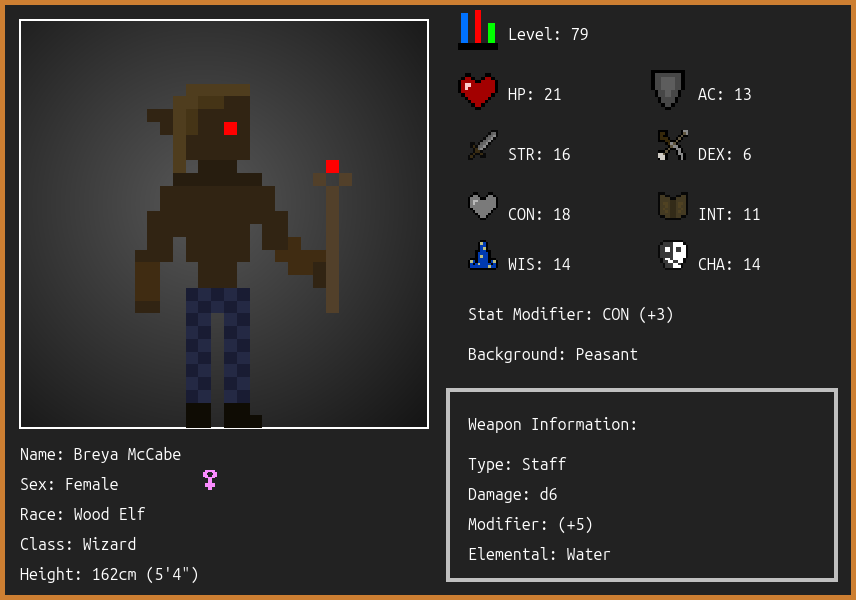 Level: 79
HP: 21
AC: 13
STR: 16
DEX: 6
CON: 18
INT: 11
WIS: 14
CHA: 14
Stat Modifier: CON (+3)
Background: Peasant
Weapon Information:
Type: Staff
Damage: d6
Modifier: (+5)
Elemental: Water
Name: Breya McCabe
Sex: Female
Race: Wood Elf
Class: Wizard
Height: 162cm (5'4")